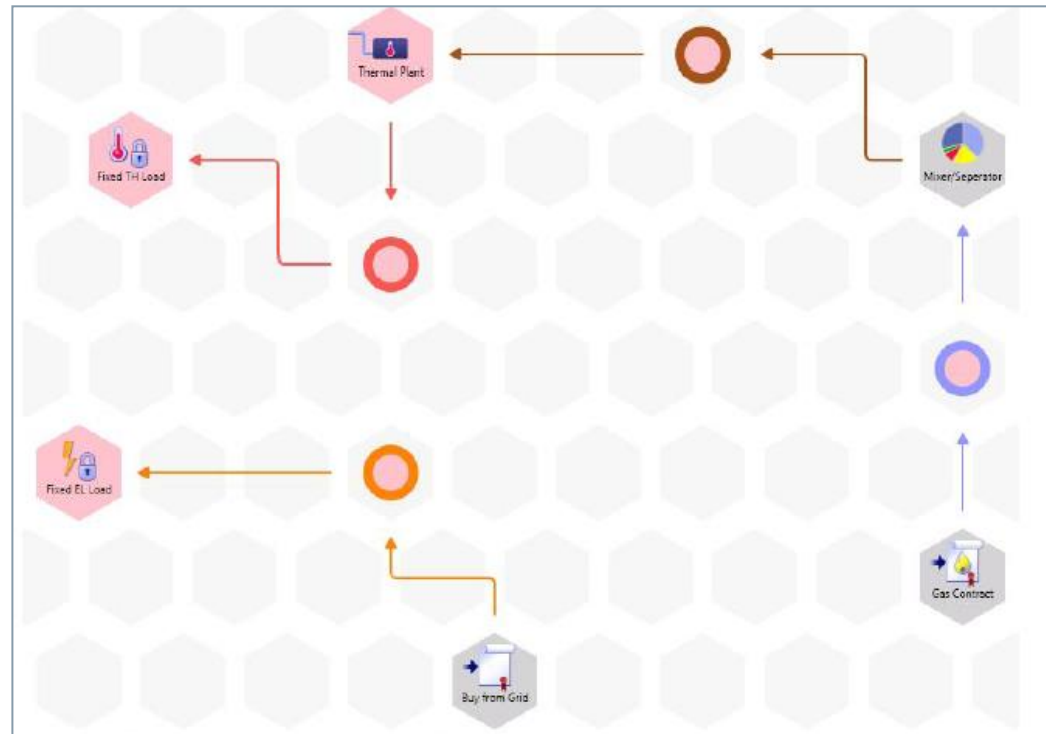 Thermal Plant
Fixed TH Load
Mixer/Seperator
Fixed EL Load
Gas Contract
Buy from Grid